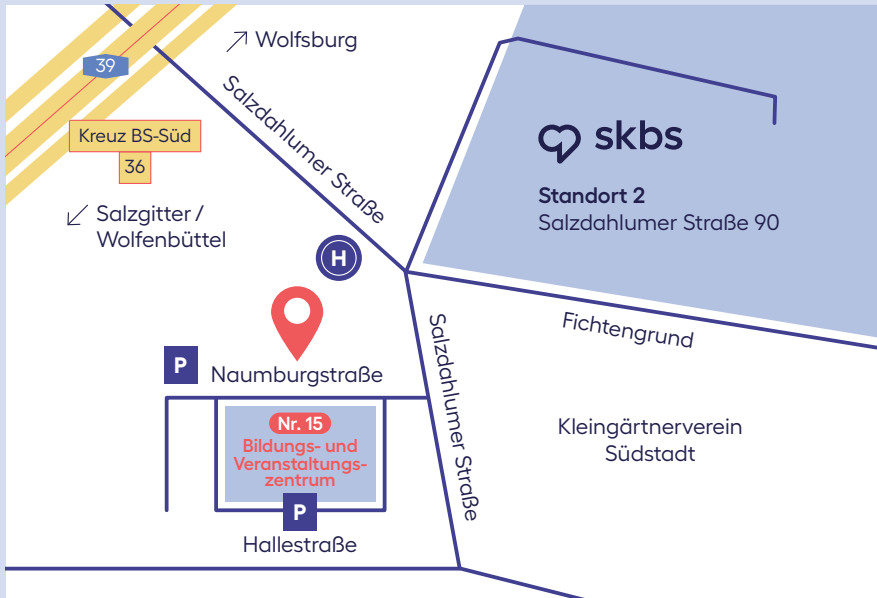 39
Wolfsburg
Kreuz BS-Süd
36
Salzgitter /
Wolfenbüttel
Salzdahlumer Straße
skbs
Standort 2
Salzdahlumer Straße 90
H
Fichtengrund
P
Naumburgstraße
Nr. 15
Bildungs- und
Veranstaltungs-
zentrum
P
Hallestraße
Salzdahlumer Straße
Kleingärtnerverein
Südstadt